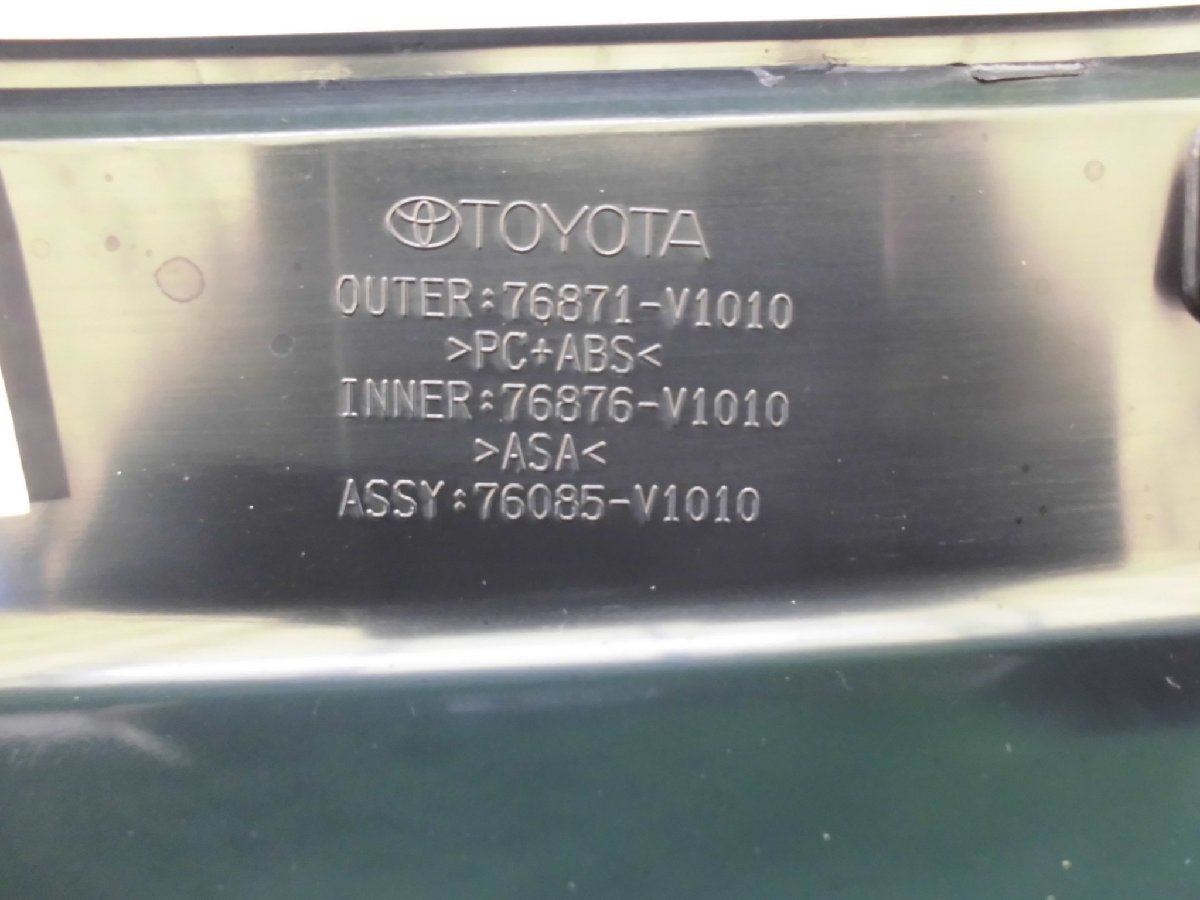 TOYOTA
OUTER:76871-V1010
>PC+ABS<
INNER:76876-V1010
>ASA<
ASSY:76085-V1010